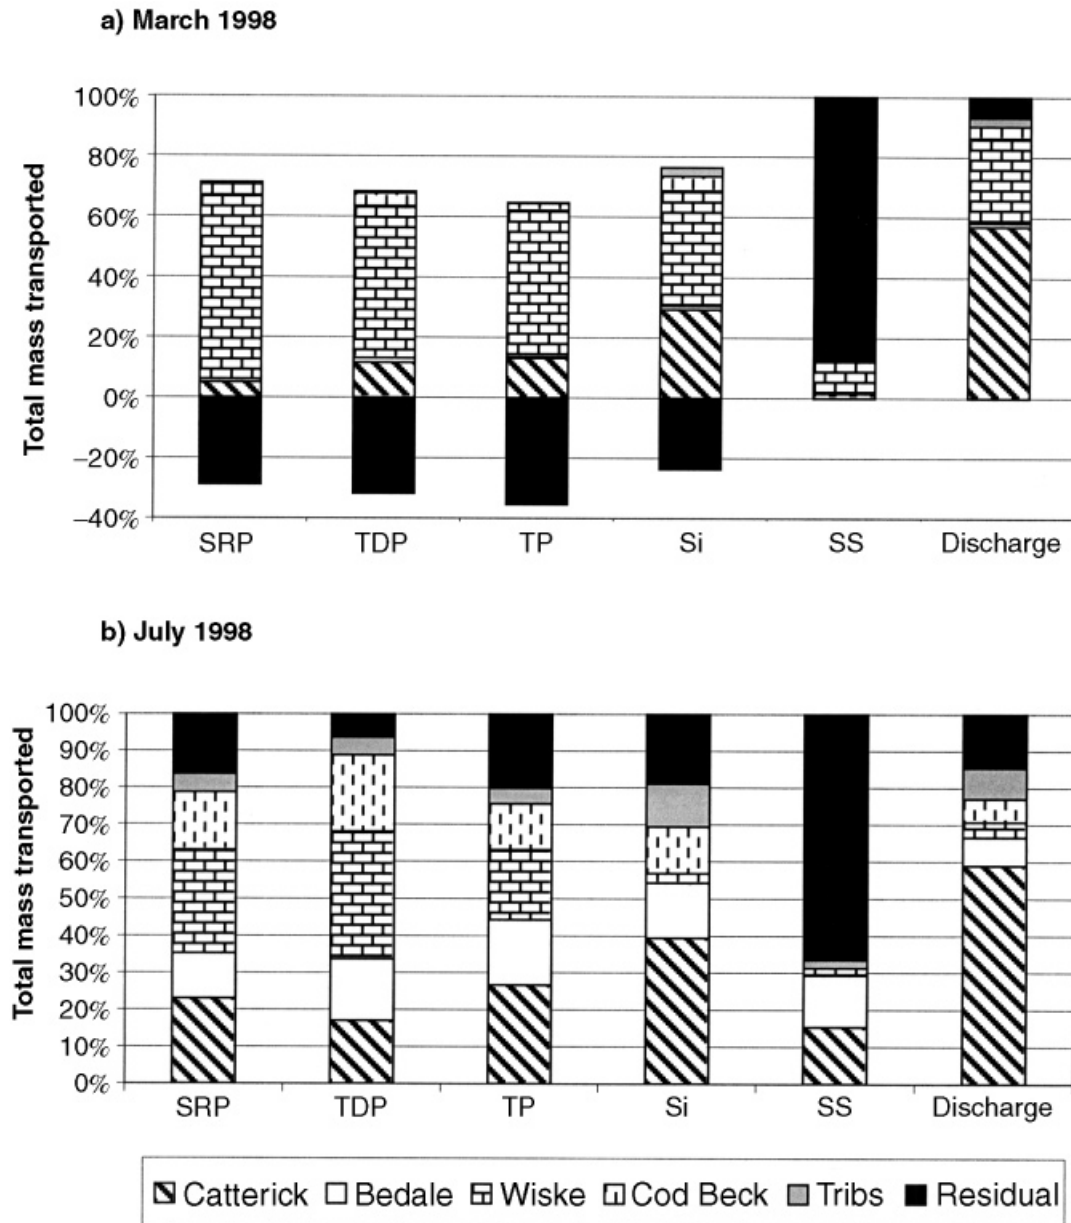 a) March 1998
Total mass transported
100%
80%
60%
40%
20%
0%
–20%
–40%
SRP TDP TP Si SS Discharge
b) July 1998
Total mass transported
100%
90%
80%
70%
60%
50%
40%
30%
20%
10%
0%
SRP TDP TP Si SS Discharge
Catterick Bedale Wiske Cod Beck Tribs Residual